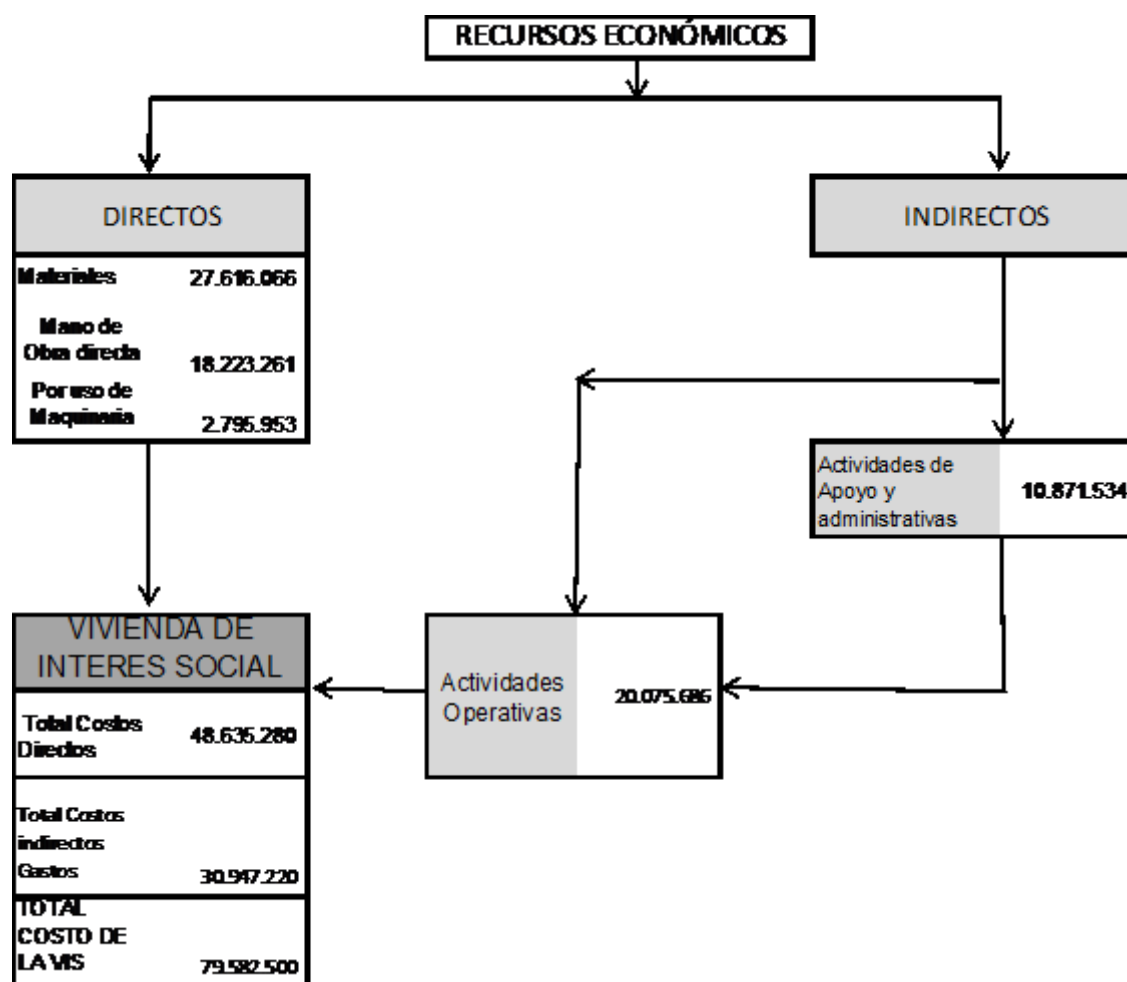 RECURSOS ECONÓMICOS
DIRECTOS
Materiales 27.616.066
Mano de
Obra directa
18.223.261
Por uso de
Maquinaria
2.795.953
INDIRECTOS
Actividades de
Apoyo y
administrativas
10.871.534
Actividades
Operativas
20.075.686
VIVIENDA DE
INTERES SOCIAL
Total Costos
Directos
48.635.280
Total Costos
indirectos
Gastos
30.947.220
TOTAL
COSTO DE
LA VIS
79.582.500